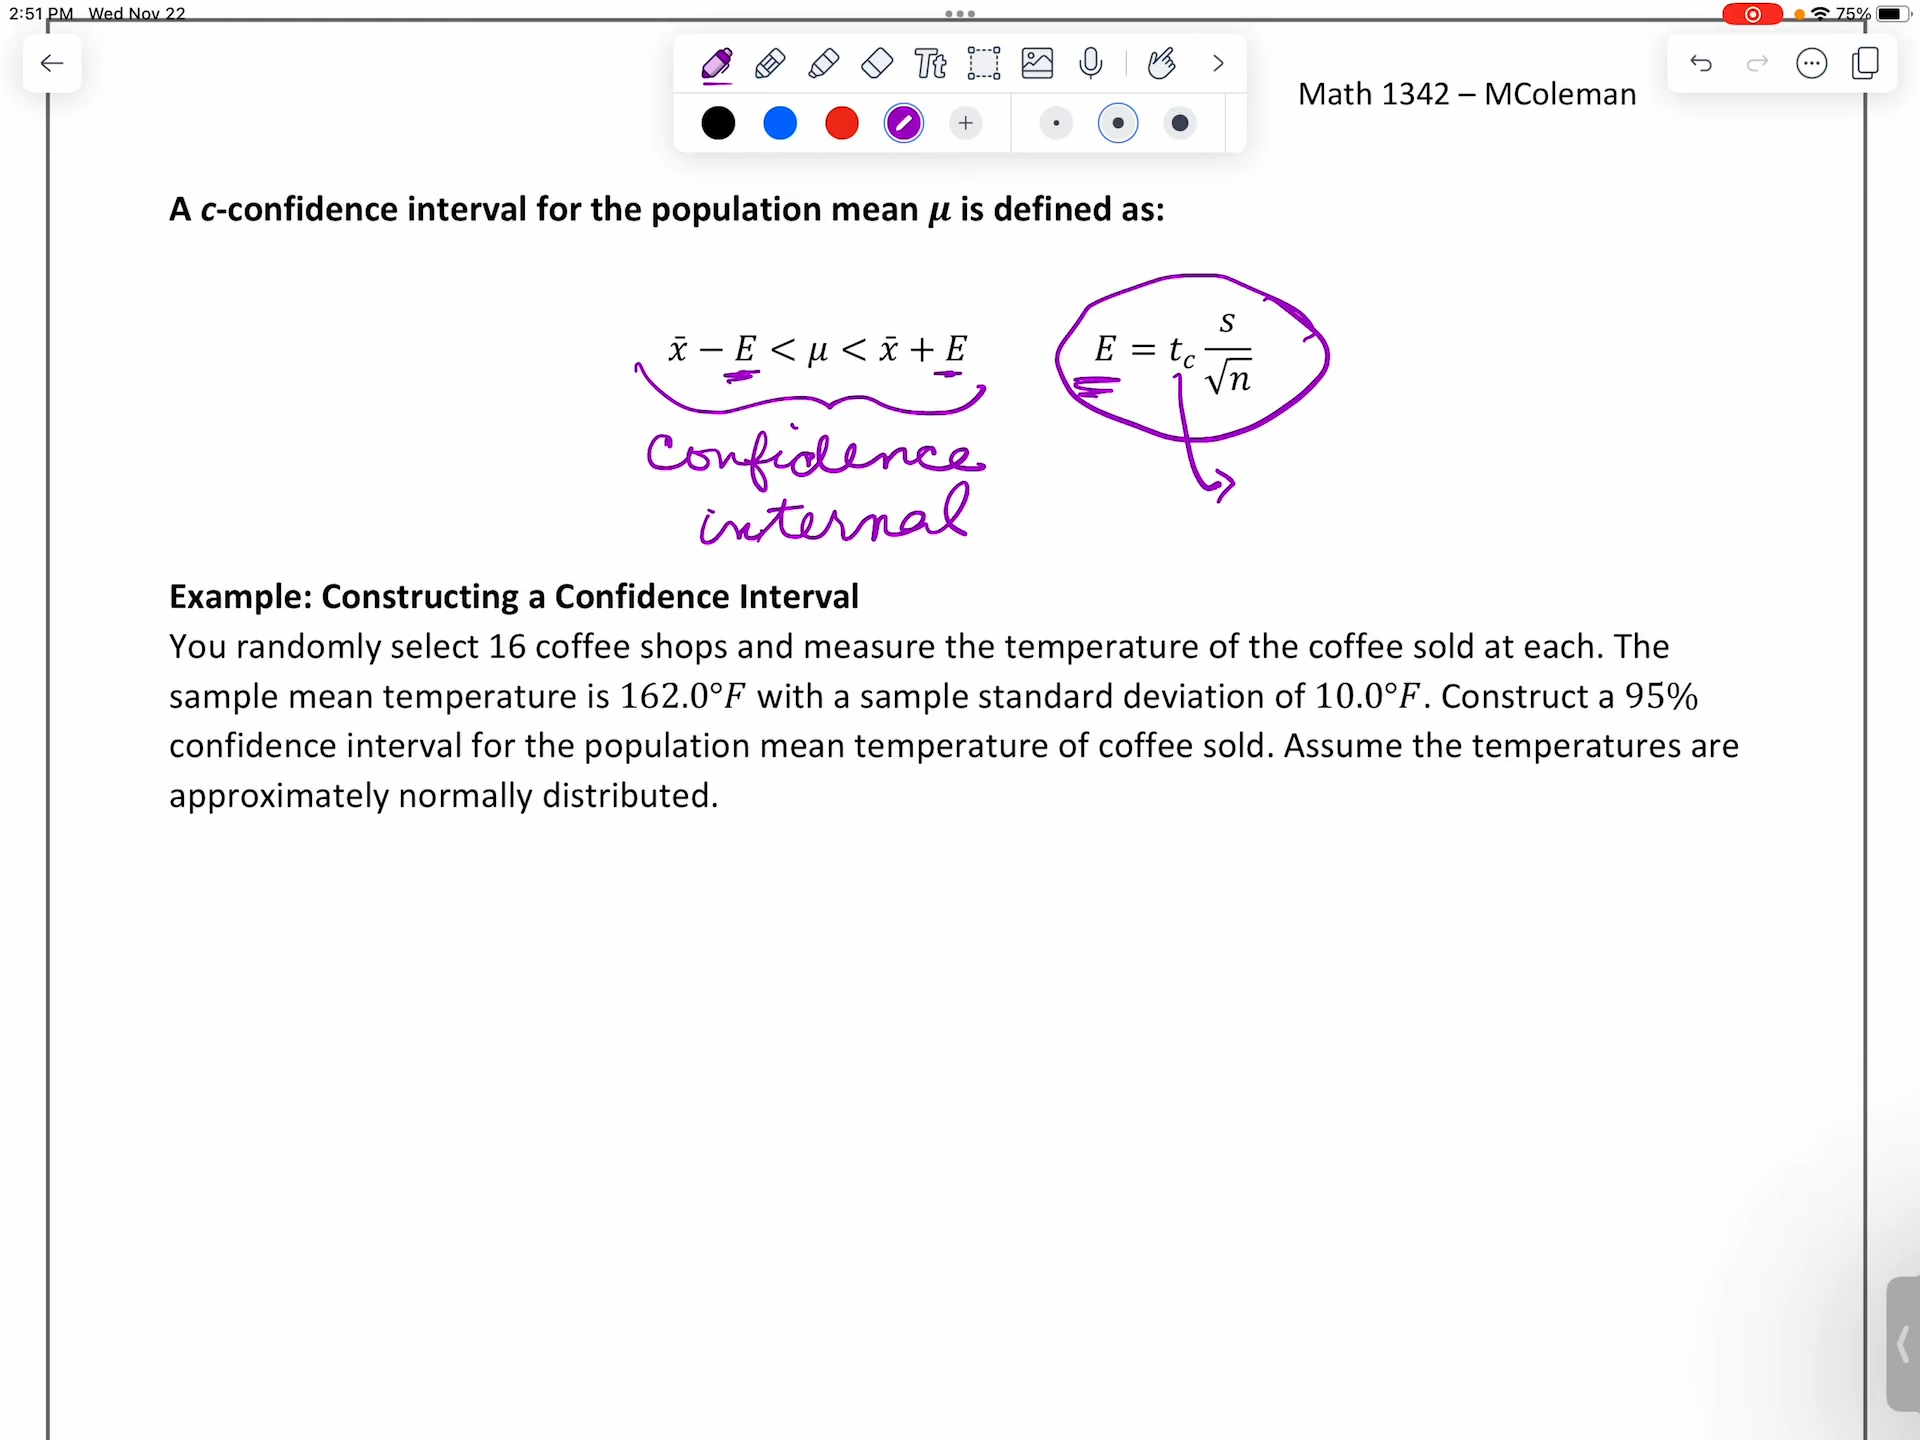 2:51 PM Wed Nov 22
75%
Tt
Math 1342 – MColeman
A c-confidence interval for the population mean μ is defined as:
x̄ − E < μ < x̄ + E
E = t_c s/√n
Confidence
internal
Example: Constructing a Confidence Interval
You randomly select 16 coffee shops and measure the temperature of the coffee sold at each. The
sample mean temperature is 162.0°F with a sample standard deviation of 10.0°F. Construct a 95%
confidence interval for the population mean temperature of coffee sold. Assume the temperatures are
approximately normally distributed.